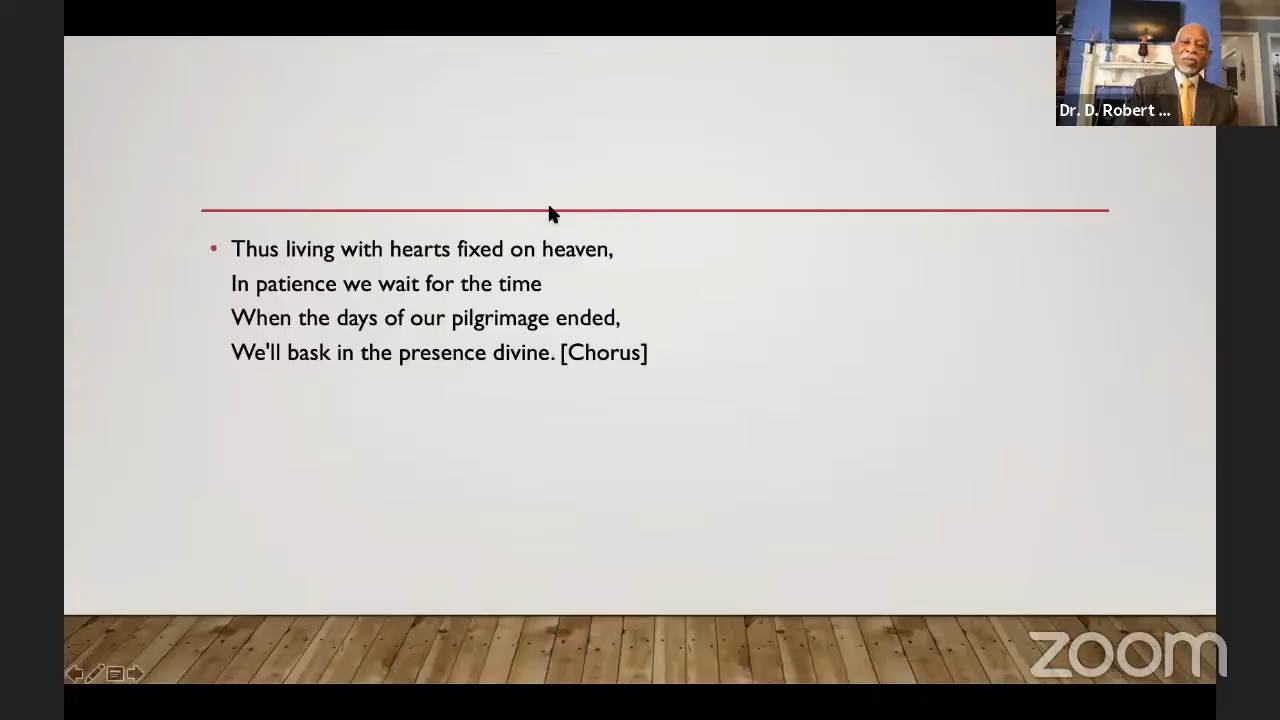 Dr. D. Robert ...
Thus living with hearts fixed on heaven,
In patience we wait for the time
When the days of our pilgrimage ended,
We'll bask in the presence divine. [Chorus]
zoom